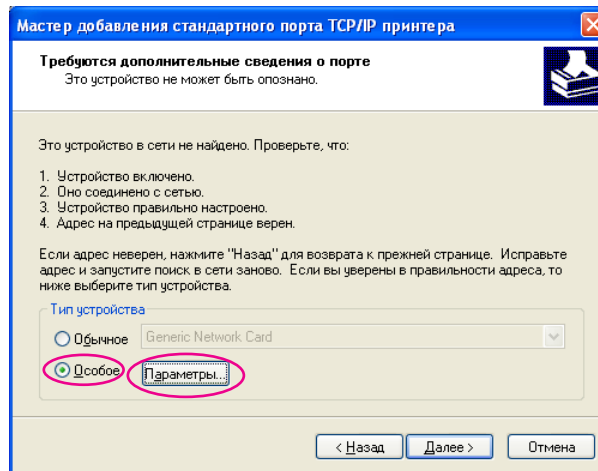 Мастер добавления стандартного порта TCP/IP принтера
Требуются дополнительные сведения о порте
Это устройство не может быть опознано.
Это устройство в сети не найдено. Проверьте, что:
1. Устройство включено.
2. Оно соединено с сетью.
3. Устройство правильно настроено.
4. Адрес на предыдущей странице верен.
Если адрес неверен, нажмите "Назад" для возврата к прежней странице. Исправьте
адрес и запустите поиск в сети заново. Если вы уверены в правильности адреса, то
ниже выберите тип устройства.
Тип устройства
Обычное Generic Network Card
Особое Параметры...
< Назад Далее > Отмена